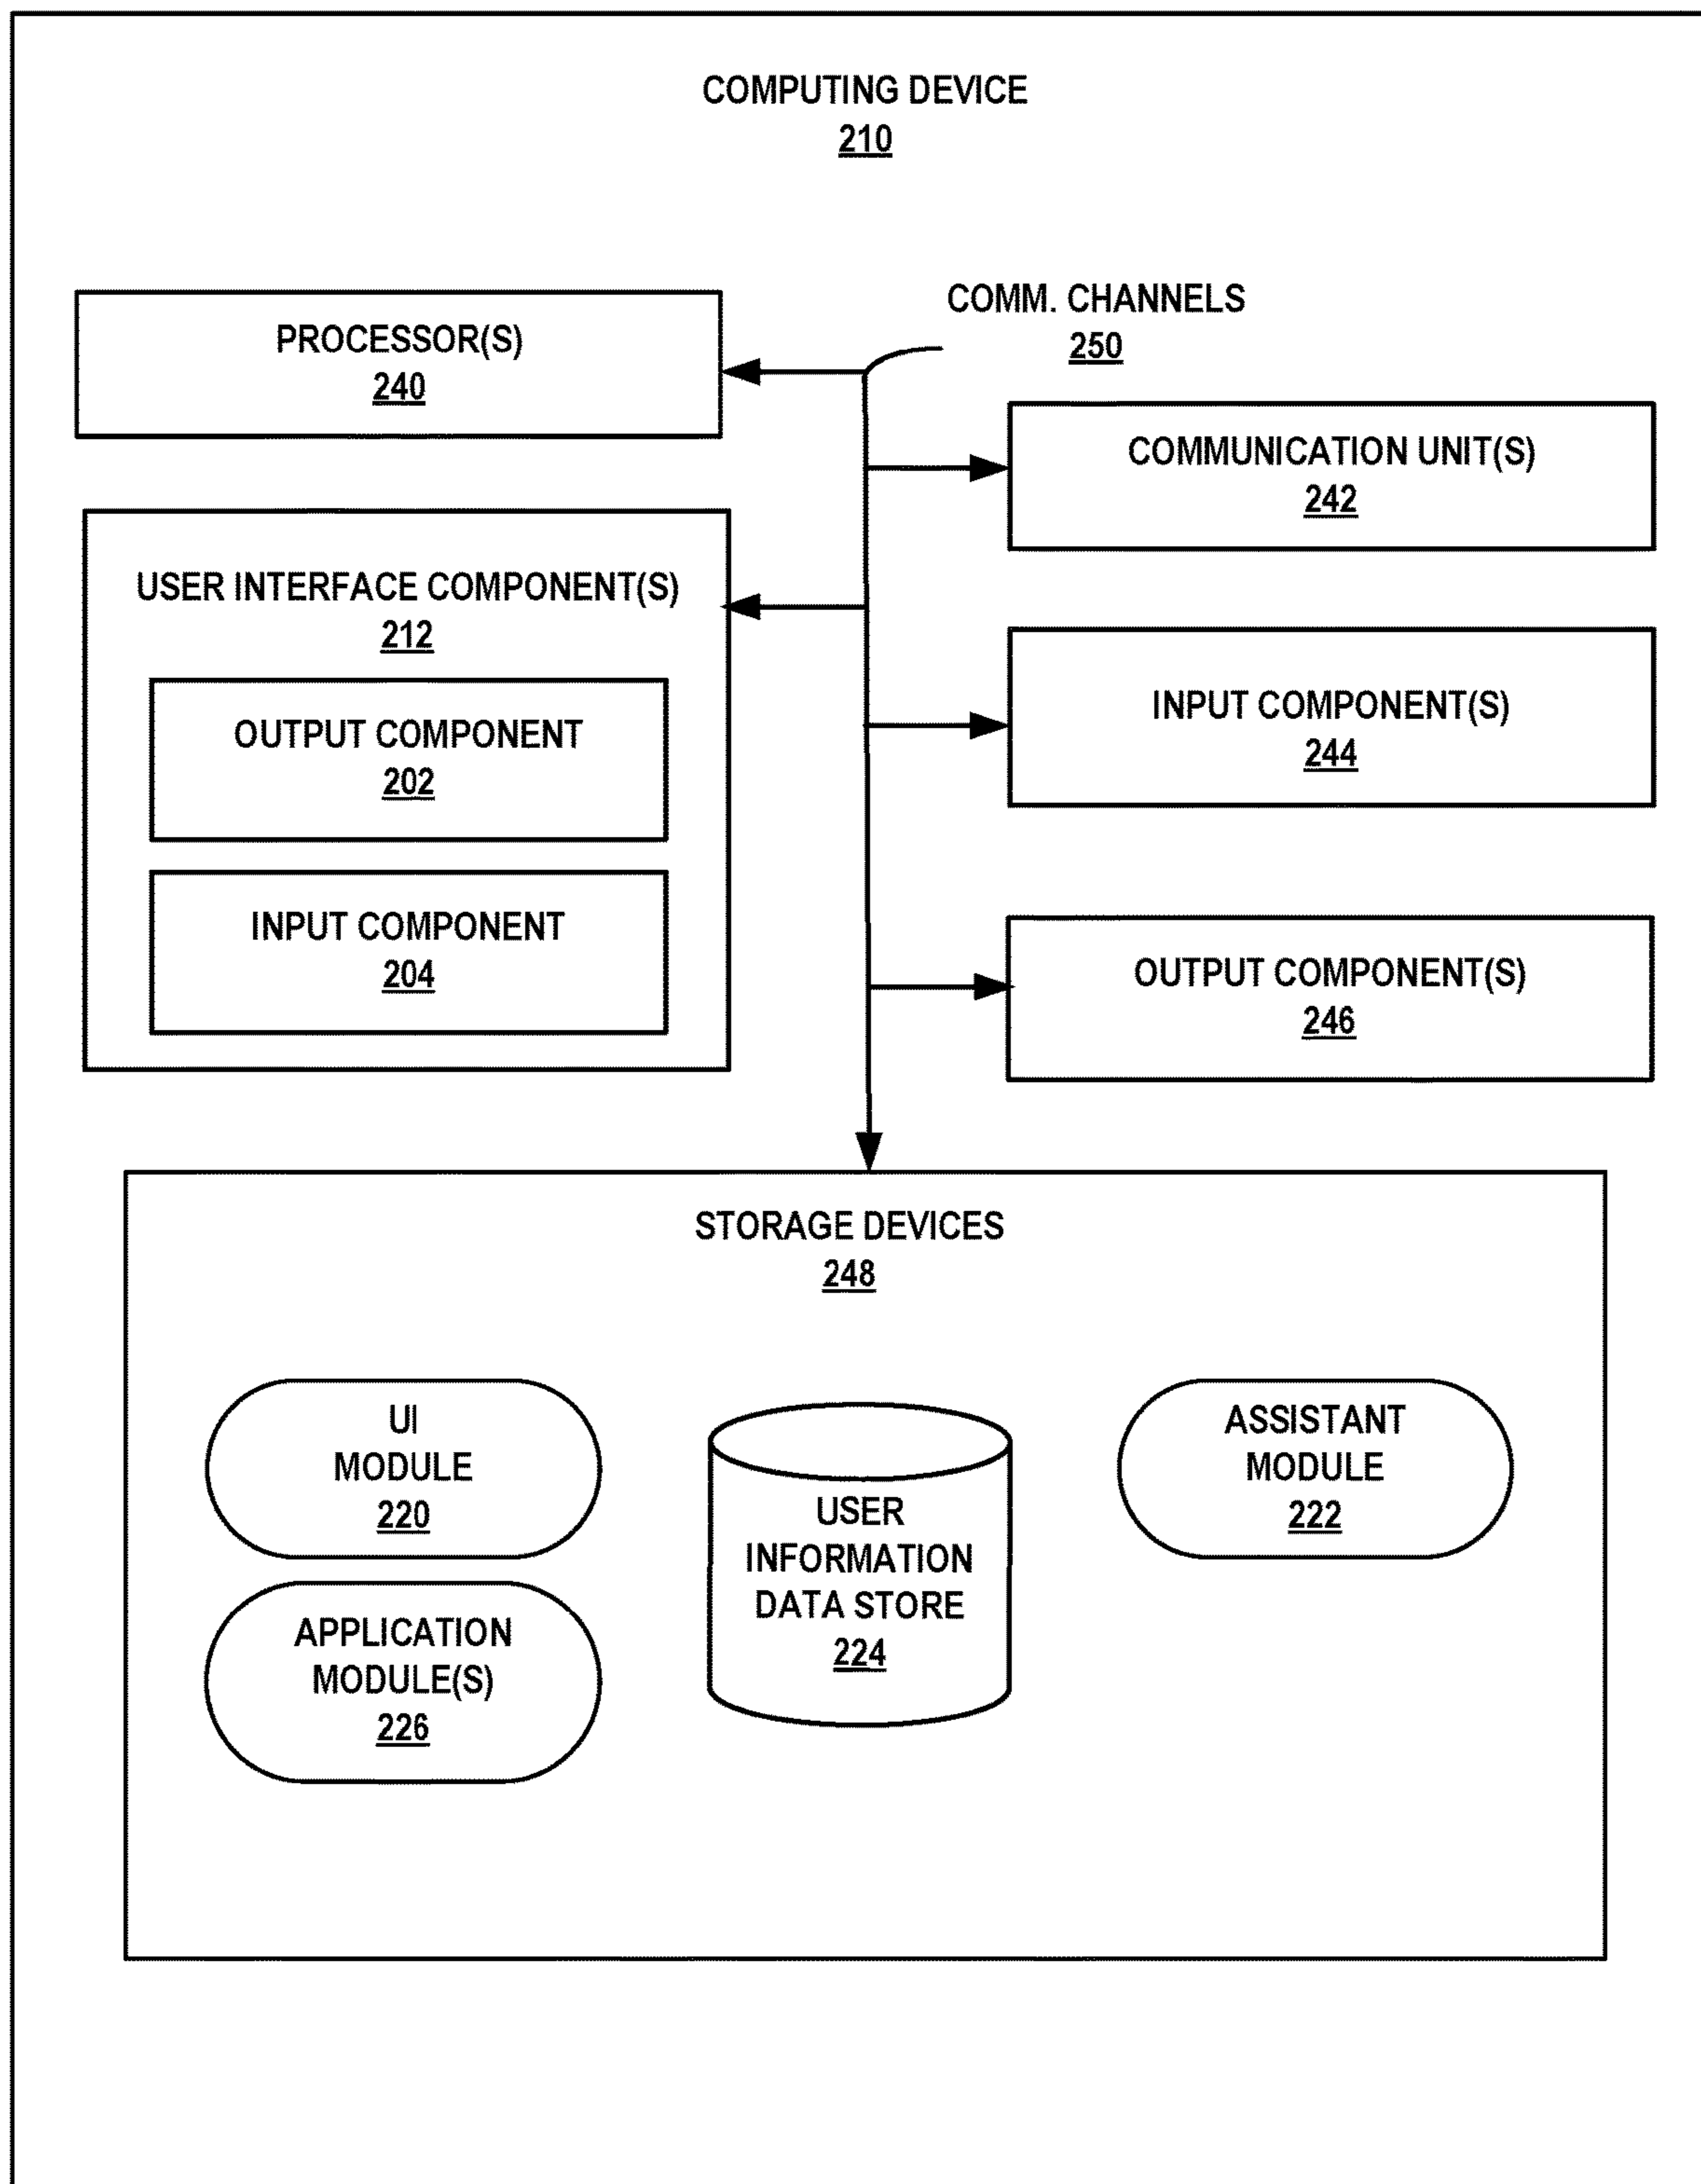 COMPUTING DEVICE
210
PROCESSOR(S)
240
COMM. CHANNELS
250
COMMUNICATION UNIT(S)
242
USER INTERFACE COMPONENT(S)
212
OUTPUT COMPONENT
202
INPUT COMPONENT
204
INPUT COMPONENT(S)
244
OUTPUT COMPONENT(S)
246
STORAGE DEVICES
248
UI
MODULE
220
APPLICATION
MODULE(S)
226
USER
INFORMATION
DATA STORE
224
ASSISTANT
MODULE
222